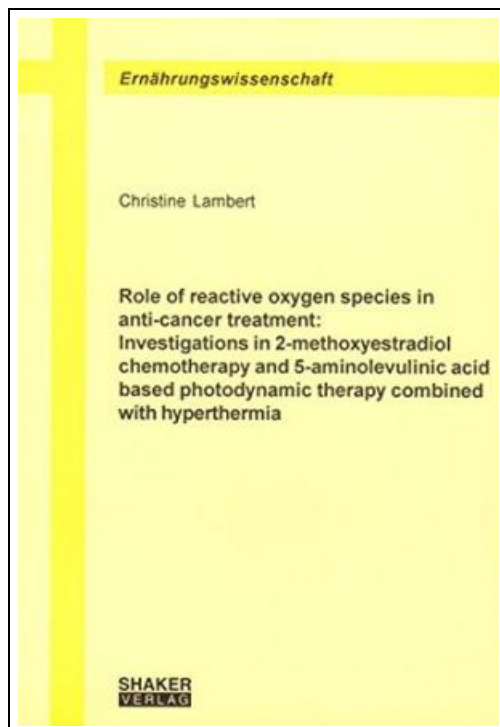 Ernährungswissenschaft
Christine Lambert
Role of reactive oxygen species in
anti-cancer treatment:
Investigations in 2-methoxyestradiol
chemotherapy and 5-aminolevulinic acid
based photodynamic therapy combined
with hyperthermia
SHAKER
VERLAG